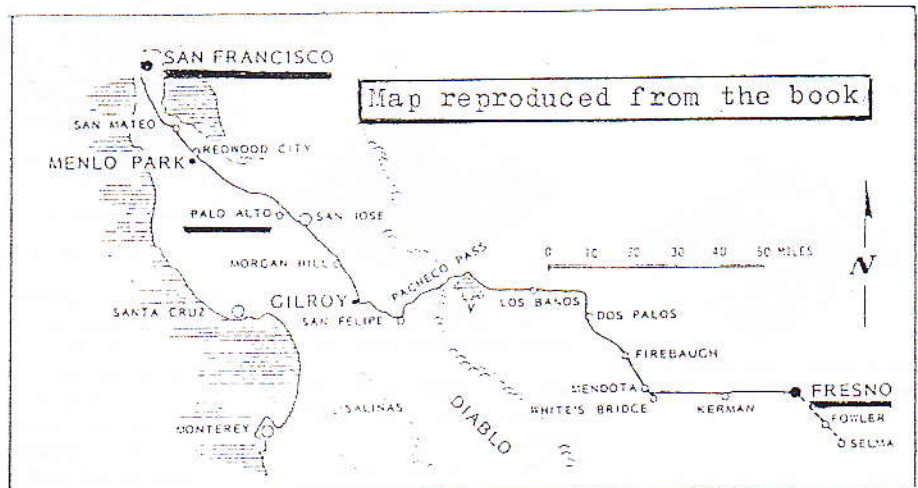 SAN FRANCISCO
Map reproduced from the book
SAN MATEO
REDWOOD CITY
MENLO PARK
PALO ALTO
SAN JOSE
PACHECO PASS
0 10 20 30 40 50 MILES
N
MORGAN HILL
GILROY
LOS BANOS
SANTA CRUZ
SAN FELIPE
DOS PALOS
FIREBAUGH
MENDOTA
FRESNO
WHITE'S BRIDGE
KERMAN
SALINAS
DIABLO
FOWLER
MONTEREY
SELMA